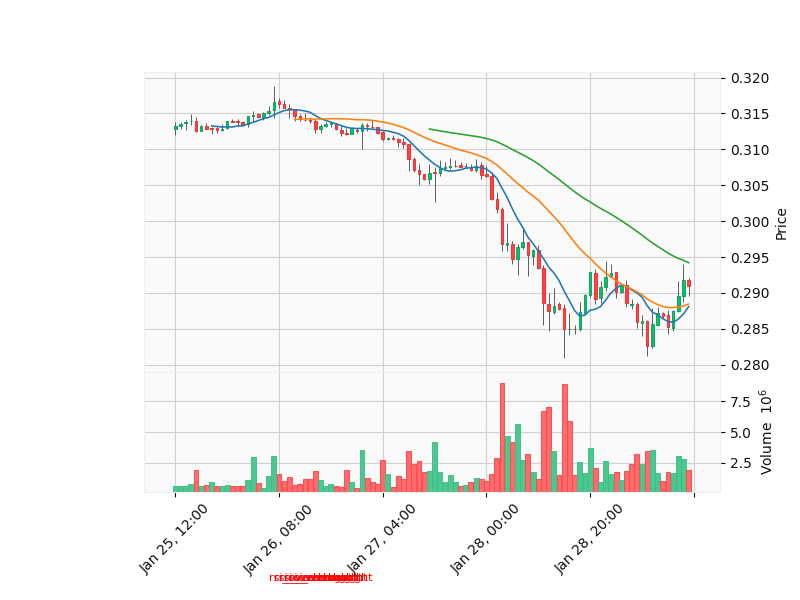 0.320
0.315
0.310
0.305
0.300
0.295
0.290
0.285
0.280
Price
7.5
5.0
2.5
Volume 10⁶
Jan 25, 12:00
Jan 26, 08:00
Jan 27, 04:00
Jan 28, 00:00
Jan 28, 20:00